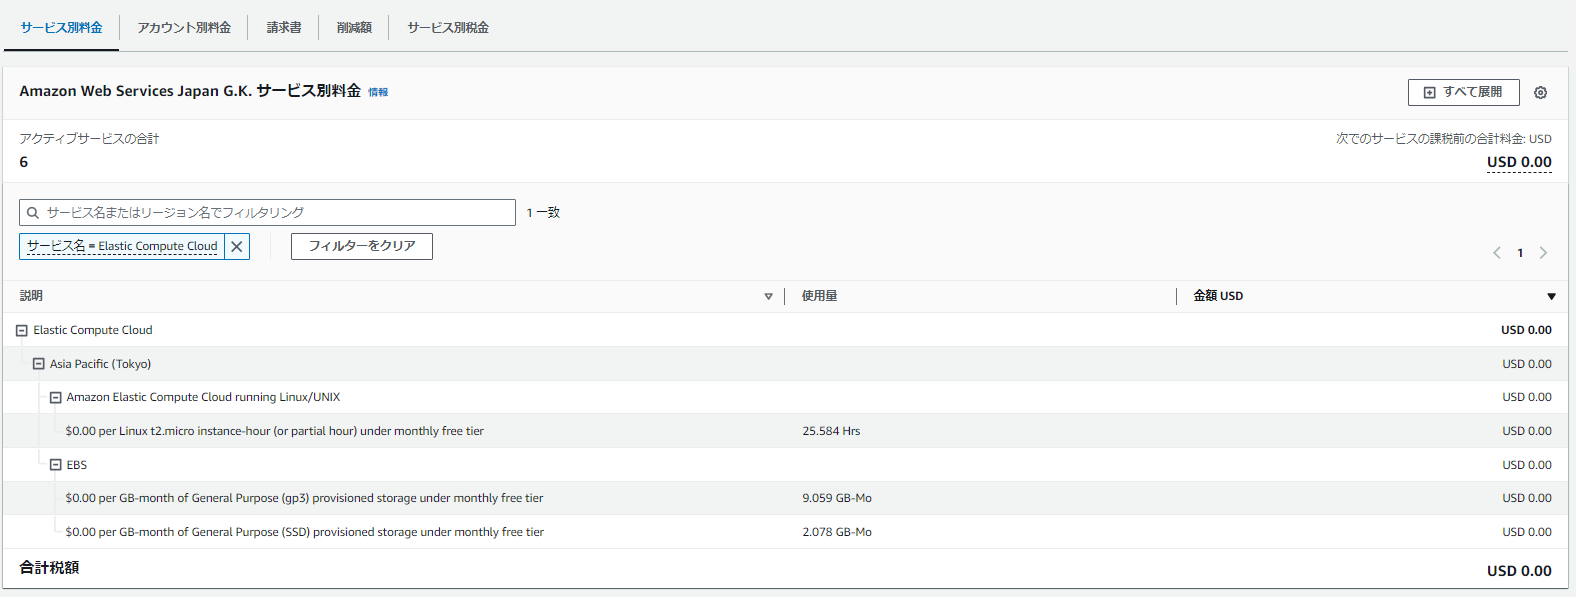 サービス別料金 アカウント別料金 請求書 削減額 サービス別税金
Amazon Web Services Japan G.K. サービス別料金 情報 すべて展開
アクティブサービスの合計 次でのサービスの課税前の合計料金: USD
6 USD 0.00
サービス名またはリージョン名でフィルタリング 1 一致
サービス名 = Elastic Compute Cloud フィルターをクリア 1
説明 使用量 金額 USD
Elastic Compute Cloud USD 0.00
Asia Pacific (Tokyo) USD 0.00
Amazon Elastic Compute Cloud running Linux/UNIX USD 0.00
$0.00 per Linux t2.micro instance-hour (or partial hour) under monthly free tier 25.584 Hrs USD 0.00
EBS USD 0.00
$0.00 per GB-month of General Purpose (gp3) provisioned storage under monthly free tier 9.059 GB-Mo USD 0.00
$0.00 per GB-month of General Purpose (SSD) provisioned storage under monthly free tier 2.078 GB-Mo USD 0.00
合計税額 USD 0.00